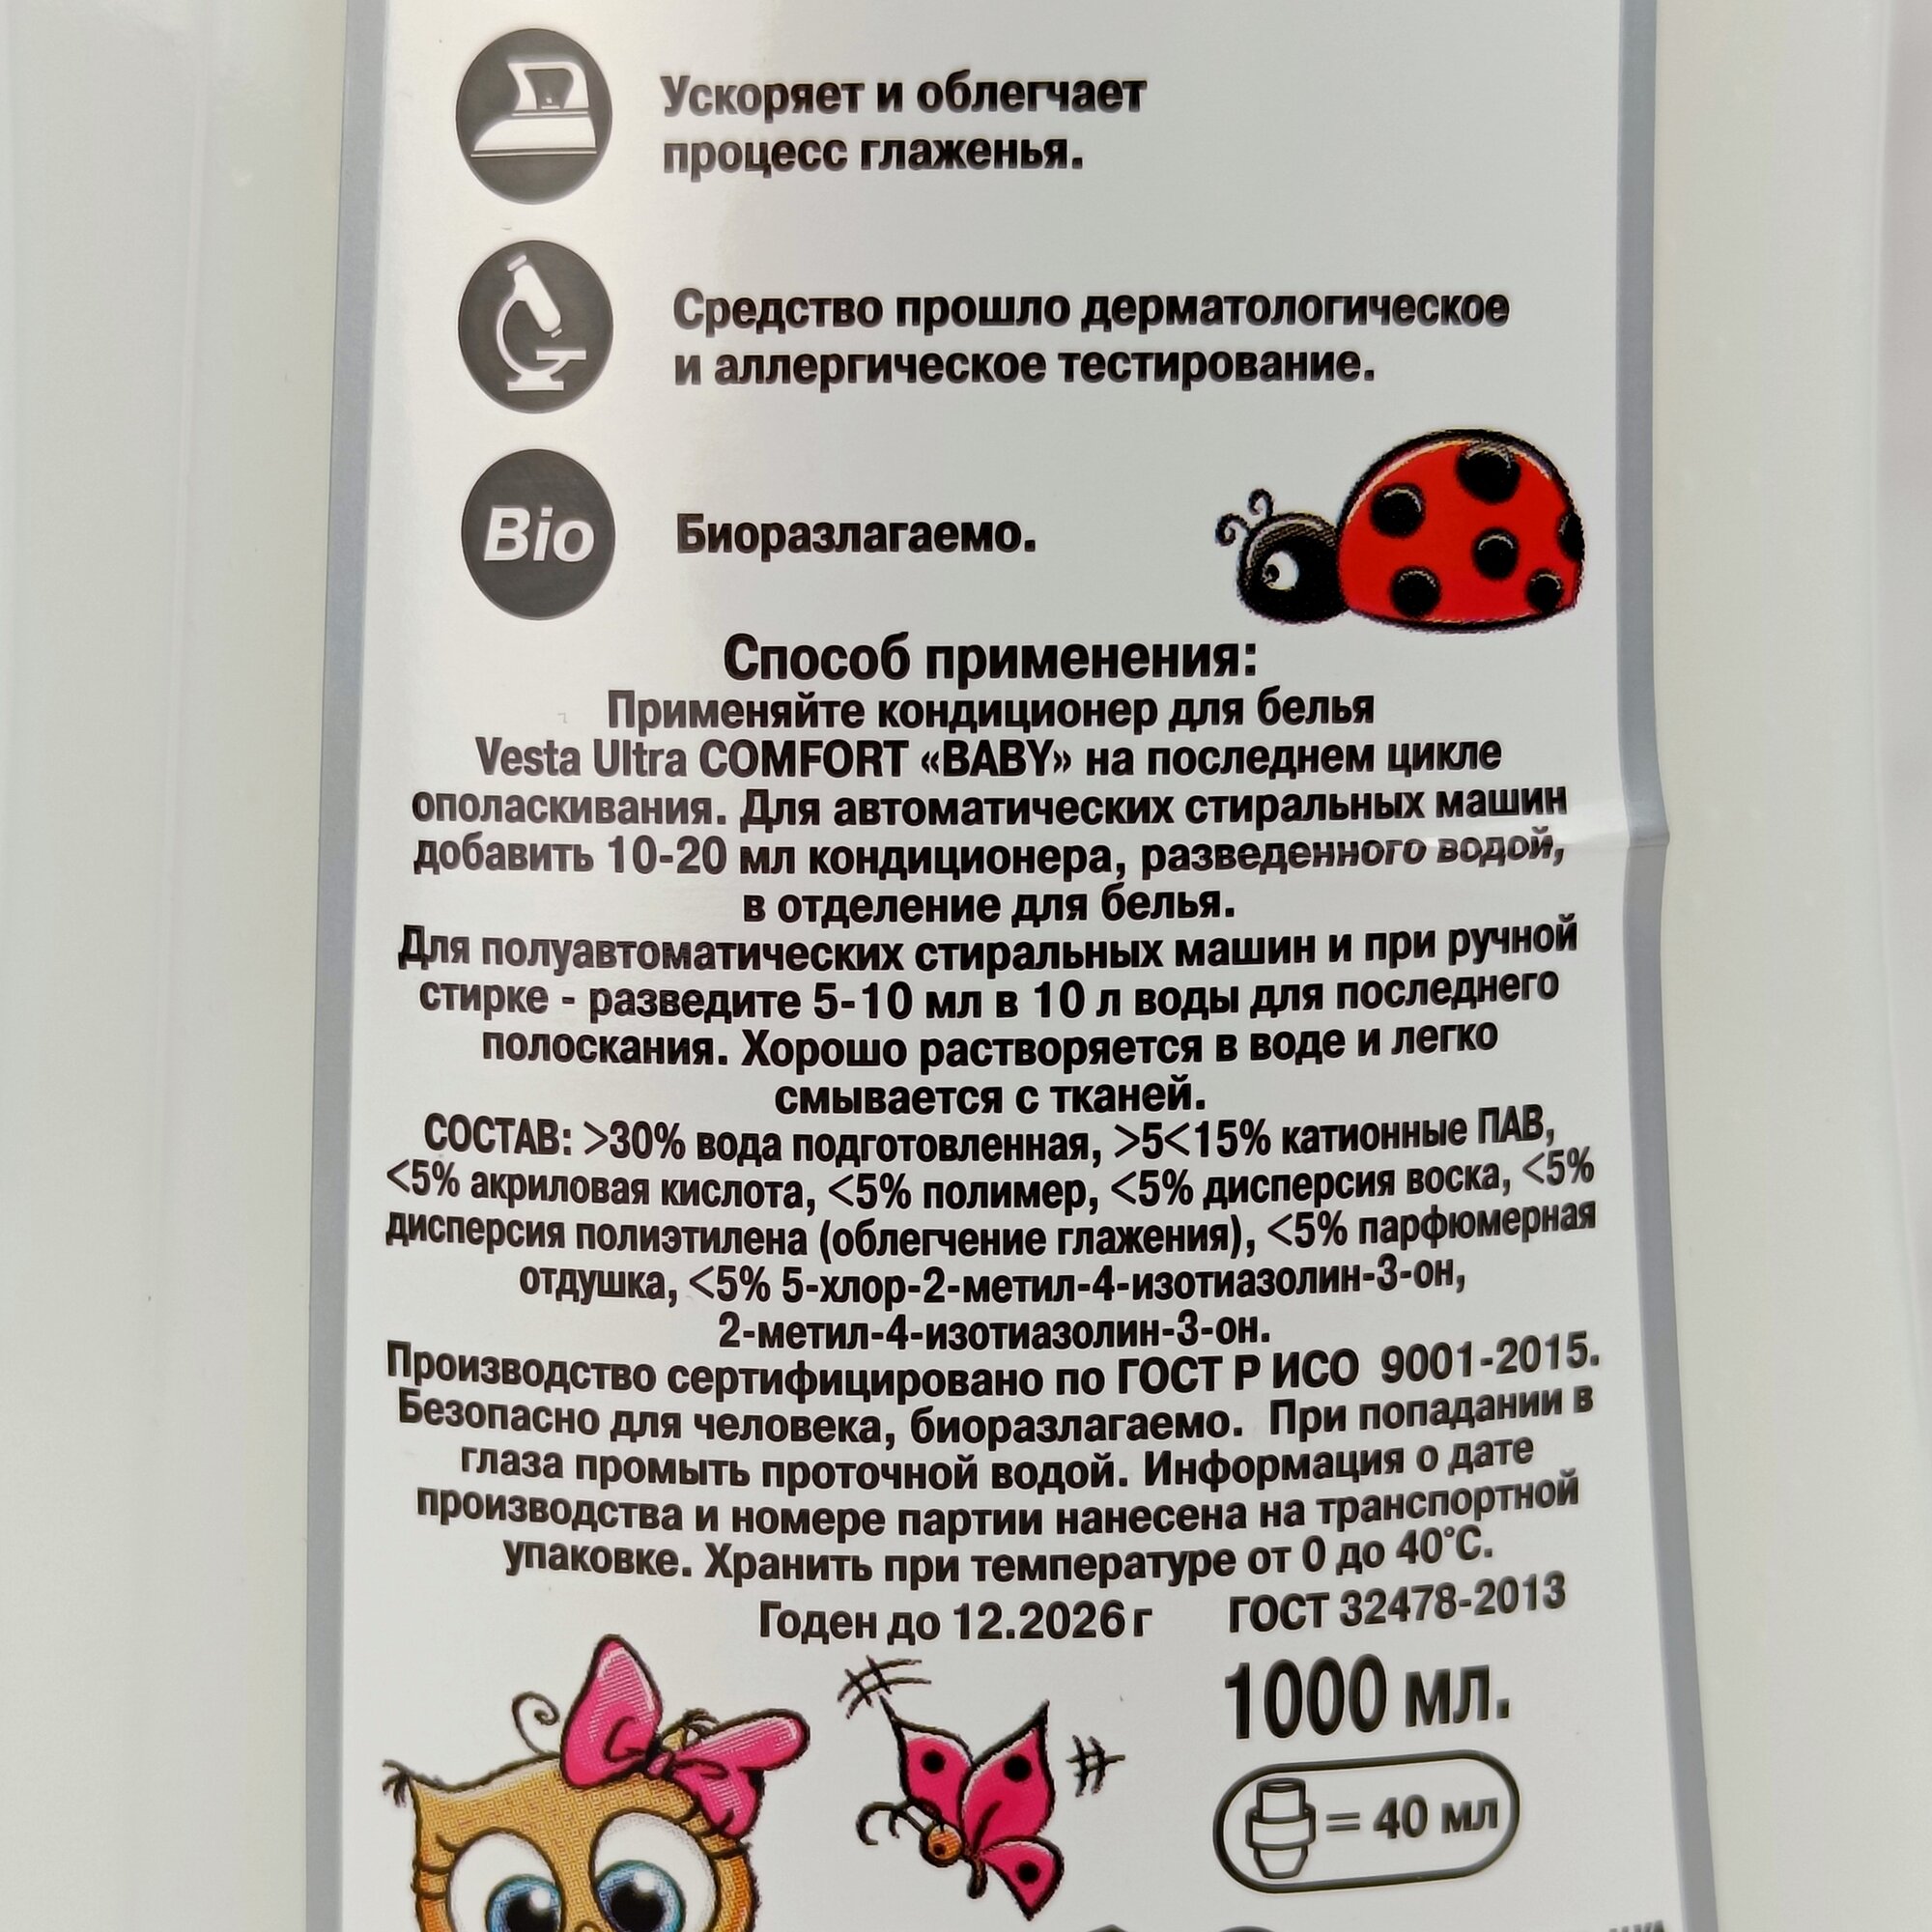 Ускоряет и облегчает
процесс глаженья.
Средство прошло дерматологическое
и аллергическое тестирование.
Bio
Биоразлагаемо.
Способ применения:
Применяйте кондиционер для белья
Vesta Ultra COMFORT «BABY» на последнем цикле
ополаскивания. Для автоматических стиральных машин
добавить 10-20 мл кондиционера, разведенного водой,
в отделение для белья.
Для полуавтоматических стиральных машин и при ручной
стирке - разведите 5-10 мл в 10 л воды для последнего
полоскания. Хорошо растворяется в воде и легко
смывается с тканей.
СОСТАВ: >30% вода подготовленная, >5<15% катионные ПАВ,
<5% акриловая кислота, <5% полимер, <5% дисперсия воска, <5%
дисперсия полиэтилена (облегчение глажения), <5% парфюмерная
отдушка, <5% 5-хлор-2-метил-4-изотиазолин-3-он,
2-метил-4-изотиазолин-3-он.
Производство сертифицировано по ГОСТ Р ИСО 9001-2015.
Безопасно для человека, биоразлагаемо. При попадании в
глаза промыть проточной водой. Информация о дате
производства и номере партии нанесена на транспортной
упаковке. Хранить при температуре от 0 до 40°С.
Годен до 12.2026 г ГОСТ 32478-2013
1000 мл.
= 40 мл